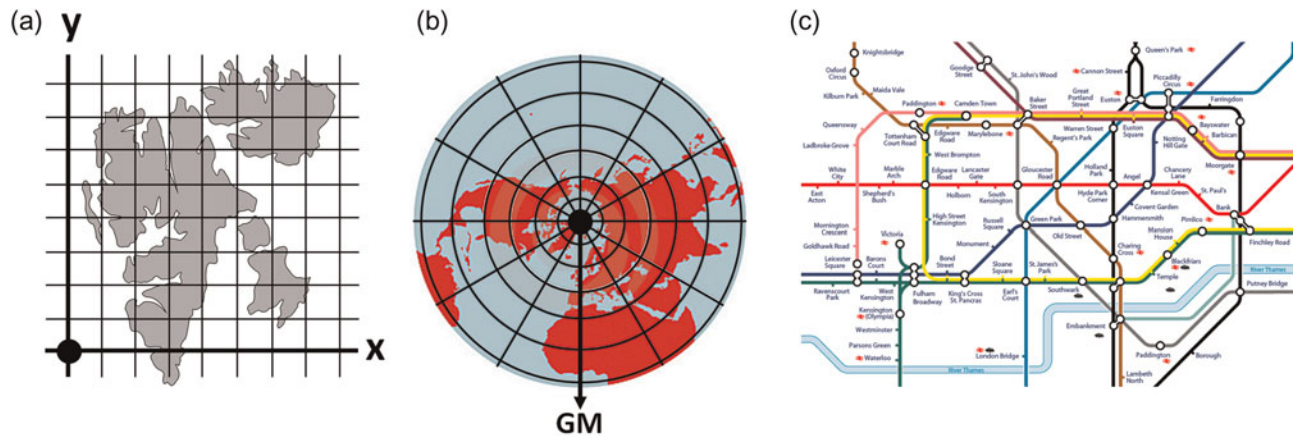 (a)
y
x
(b)
GM
(c)
Knightsbridge
Oxford
Circus
Maida Vale
Kilburn Park
Queensway
Ladbroke Grove
White
City
Marble
Arch
East
Acton
Shepherd's
Bush
Mornington
Crescent
Goldhawk Road
Leicester
Square
Barons
Court
Ravenscourt
Park
West
Kensington
Kensington
(Olympia)
Westminster
Parsons Green
Waterloo
Victoria
Paddington
Tottenham
Court Road
Goodge
Street
St. John's Wood
Camden Town
Edgware
Road
Marylebone
West Brompton
Edgware
Road
Lancaster
Gate
Holborn
South
Kensington
High Street
Kensington
Monument
Bond
Street
Fulham
Broadway
King's Cross
St. Pancras
Sloane
Square
Russell
Square
Green Park
St. James's
Park
Earl's
Court
London Bridge
River Thames
Baker
Street
Great
Portland
Street
Warren Street
Regent's Park
Gloucester
Road
Holland
Park
Hyde Park
Corner
Old Street
Hammersmith
Charing
Cross
Southwark
Embankment
Lambeth
North
Queen's Park
Cannon Street
Euston
Piccadilly
Circus
Farringdon
Euston
Square
Notting
Hill Gate
Bayswater
Barbican
Moorgate
Angel
Chancery
Lane
Kensal Green
St. Paul's
Covent Garden
Bank
Pimlico
Mansion
House
Finchley Road
Blackfriars
Temple
River Thames
Putney Bridge
Paddington
Borough